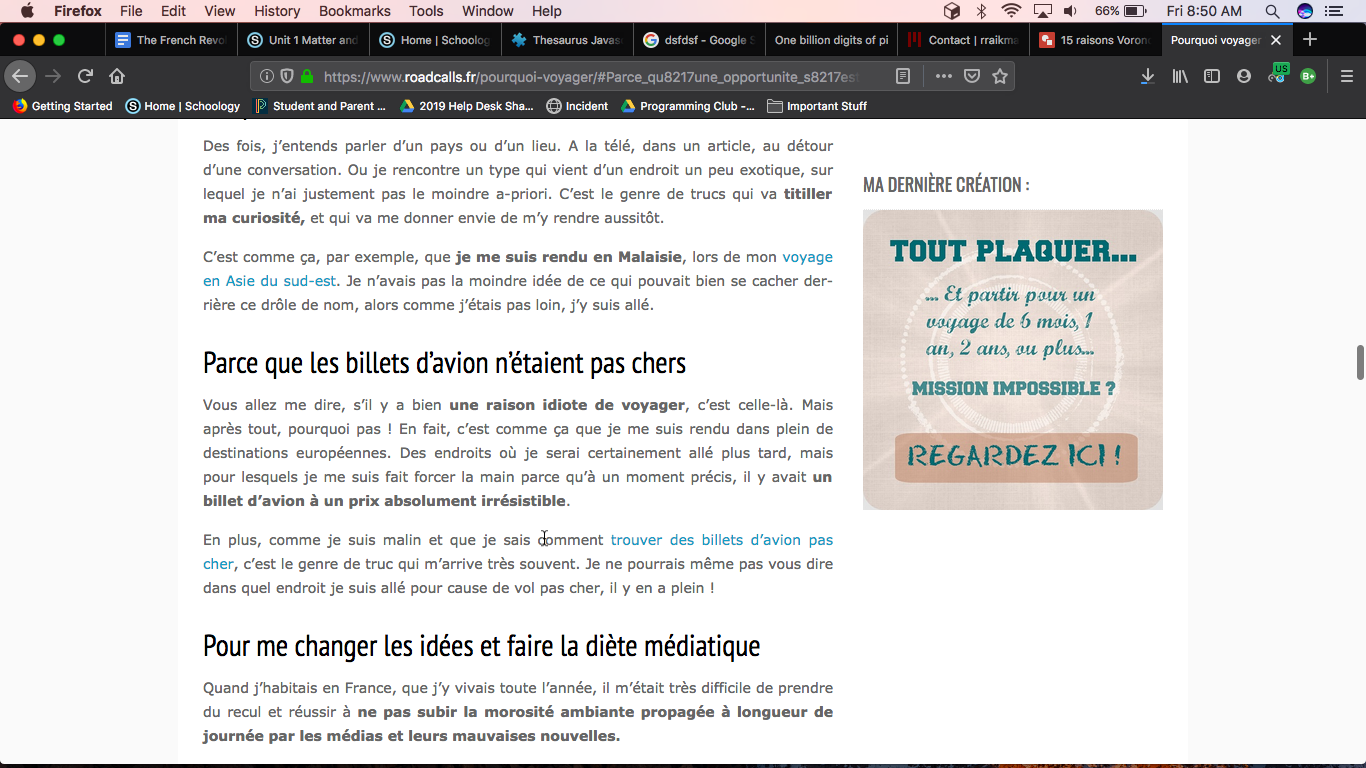 Firefox File Edit View History Bookmarks Tools Window Help 66% Fri 8:50 AM
The French Revo Unit 1 Matter and Home | Schoolog Thesaurus Javas dsfdsf - Google S One billion digits of pi Contact | rraikma 15 raisons Voron Pourquoi voyager
https://www.roadcalls.fr/pourquoi-voyager/#Parce_qu8217une_opportunite_s8217est
US
B+
Getting Started Home | Schoology Student and Parent ... 2019 Help Desk Sha... Incident Programming Club -... Important Stuff
Des fois, j’entends parler d’un pays ou d’un lieu. A la télé, dans un article, au détour
d’une conversation. Ou je rencontre un type qui vient d’un endroit un peu exotique, sur
lequel je n’ai justement pas le moindre a-priori. C’est le genre de trucs qui va titiller
ma curiosité, et qui va me donner envie de m’y rendre aussitôt.
C’est comme ça, par exemple, que je me suis rendu en Malaisie, lors de mon voyage
en Asie du sud-est. Je n’avais pas la moindre idée de ce qui pouvait bien se cacher der-
rière ce drôle de nom, alors comme j’étais pas loin, j’y suis allé.
Parce que les billets d’avion n’étaient pas chers
Vous allez me dire, s’il y a bien une raison idiote de voyager, c’est celle-là. Mais
après tout, pourquoi pas ! En fait, c’est comme ça que je me suis rendu dans plein de
destinations européennes. Des endroits où je serai certainement allé plus tard, mais
pour lesquels je me suis fait forcer la main parce qu’à un moment précis, il y avait un
billet d’avion à un prix absolument irrésistible.
En plus, comme je suis malin et que je sais comment trouver des billets d’avion pas
cher, c’est le genre de truc qui m’arrive très souvent. Je ne pourrais même pas vous dire
dans quel endroit je suis allé pour cause de vol pas cher, il y en a plein !
Pour me changer les idées et faire la diète médiatique
Quand j’habitais en France, que j’y vivais toute l’année, il m’était très difficile de prendre
du recul et réussir à ne pas subir la morosité ambiante propagée à longueur de
journée par les médias et leurs mauvaises nouvelles.
MA DERNIÈRE CRÉATION :
TOUT PLAQUER...
... Et partir pour un
voyage de 6 mois, 1
an, 2 ans, ou plus...
MISSION IMPOSSIBLE ?
REGARDEZ ICI !